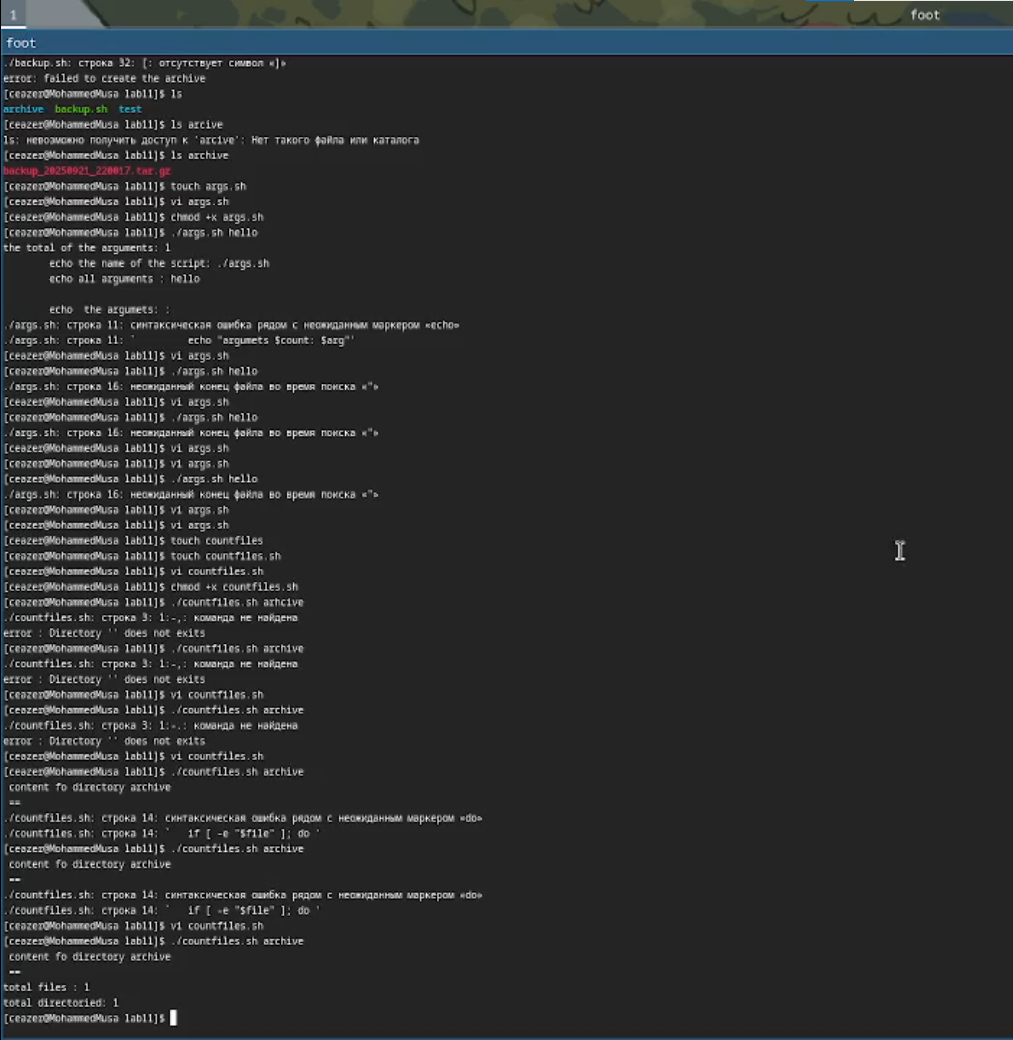 1
foot
foot
./backup.sh: строка 32: [: отсутствует символ «]»
error: failed to create the archive
[ceazer@MohammedMusa lab11]$ ls
archive  backup.sh  test
[ceazer@MohammedMusa lab11]$ ls arcive
ls: невозможно получить доступ к 'arcive': Нет такого файла или каталога
[ceazer@MohammedMusa lab11]$ ls archive
backup_20250921_220017.tar.gz
[ceazer@MohammedMusa lab11]$ touch args.sh
[ceazer@MohammedMusa lab11]$ vi args.sh
[ceazer@MohammedMusa lab11]$ chmod +x args.sh
[ceazer@MohammedMusa lab11]$ ./args.sh hello
the total of the arguments: 1
        echo the name of the script: ./args.sh
        echo all arguments : hello

        echo  the argumets: :
./args.sh: строка 11: синтаксическая ошибка рядом с неожиданным маркером «echo»
./args.sh: строка 11: `         echo "argumets $count: $arg"'
[ceazer@MohammedMusa lab11]$ vi args.sh
[ceazer@MohammedMusa lab11]$ ./args.sh hello
./args.sh: строка 16: неожиданный конец файла во время поиска «"»
[ceazer@MohammedMusa lab11]$ vi args.sh
[ceazer@MohammedMusa lab11]$ ./args.sh hello
./args.sh: строка 16: неожиданный конец файла во время поиска «"»
[ceazer@MohammedMusa lab11]$ vi args.sh
[ceazer@MohammedMusa lab11]$ vi args.sh
[ceazer@MohammedMusa lab11]$ ./args.sh hello
./args.sh: строка 16: неожиданный конец файла во время поиска «"»
[ceazer@MohammedMusa lab11]$ vi args.sh
[ceazer@MohammedMusa lab11]$ vi args.sh
[ceazer@MohammedMusa lab11]$ touch countfiles
[ceazer@MohammedMusa lab11]$ touch countfiles.sh
[ceazer@MohammedMusa lab11]$ vi countfiles.sh
[ceazer@MohammedMusa lab11]$ chmod +x countfiles.sh
[ceazer@MohammedMusa lab11]$ ./countfiles.sh arhcive
./countfiles.sh: строка 3: 1:-,: команда не найдена
error : Directory '' does not exits
[ceazer@MohammedMusa lab11]$ ./countfiles.sh archive
./countfiles.sh: строка 3: 1:-,: команда не найдена
error : Directory '' does not exits
[ceazer@MohammedMusa lab11]$ vi countfiles.sh
[ceazer@MohammedMusa lab11]$ ./countfiles.sh archive
./countfiles.sh: строка 3: 1:-.: команда не найдена
error : Directory '' does not exits
[ceazer@MohammedMusa lab11]$ vi countfiles.sh
[ceazer@MohammedMusa lab11]$ ./countfiles.sh archive
 content fo directory archive
 ==
./countfiles.sh: строка 14: синтаксическая ошибка рядом с неожиданным маркером «do»
./countfiles.sh: строка 14: `   if [ -e "$file" ]; do '
[ceazer@MohammedMusa lab11]$ ./countfiles.sh archive
 content fo directory archive
 ==
./countfiles.sh: строка 14: синтаксическая ошибка рядом с неожиданным маркером «do»
./countfiles.sh: строка 14: `   if [ -e "$file" ]; do '
[ceazer@MohammedMusa lab11]$ vi countfiles.sh
[ceazer@MohammedMusa lab11]$ ./countfiles.sh archive
 content fo directory archive
 ==
total files : 1
total directoried: 1
[ceazer@MohammedMusa lab11]$